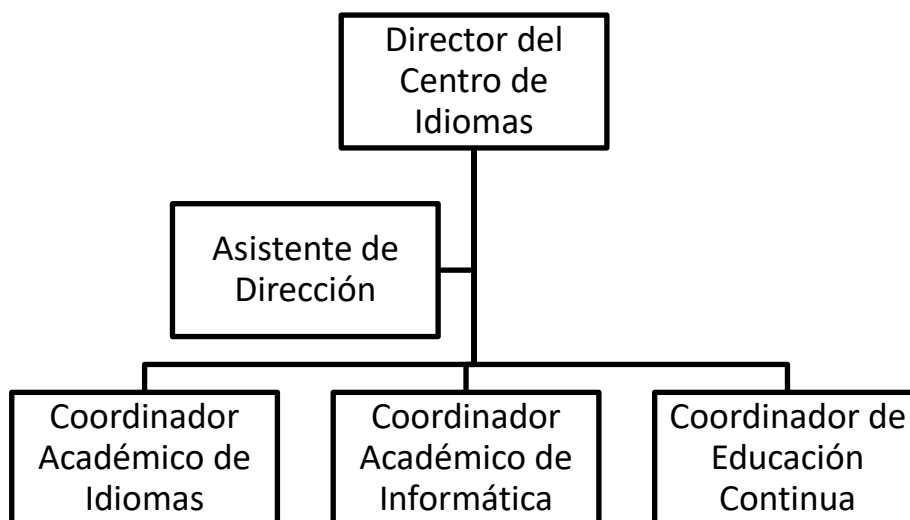 Director del
Centro de
Idiomas
Asistente de
Dirección
Coordinador
Académico de
Idiomas
Coordinador
Académico de
Informática
Coordinador de
Educación
Continua